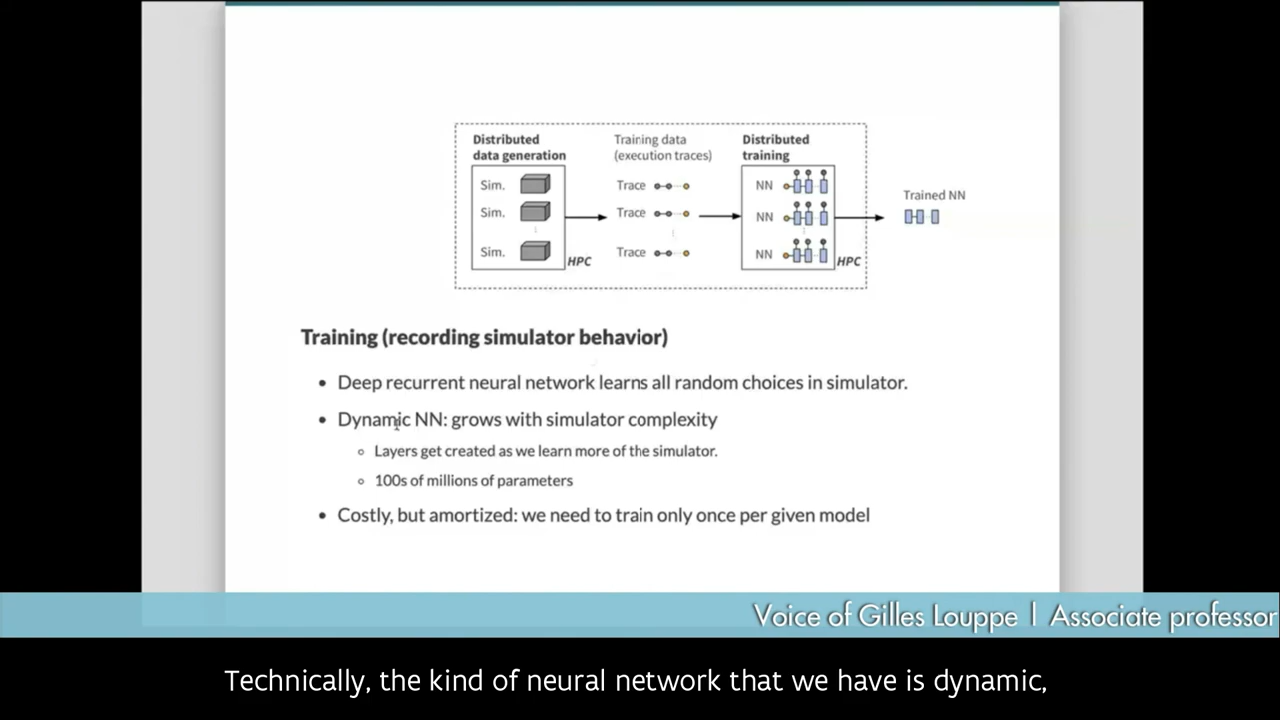 Distributed
data generation
Training data
(execution traces)
Distributed
training
Sim.
Trace
NN
Sim.
Trace
NN
Sim.
Trace
NN
HPC
HPC
Trained NN
Training (recording simulator behavior)
• Deep recurrent neural network learns all random choices in simulator.
• Dynamic NN: grows with simulator complexity
◦ Layers get created as we learn more of the simulator.
◦ 100s of millions of parameters
• Costly, but amortized: we need to train only once per given model
Voice of Gilles Louppe | Associate professor
Technically, the kind of neural network that we have is dynamic,